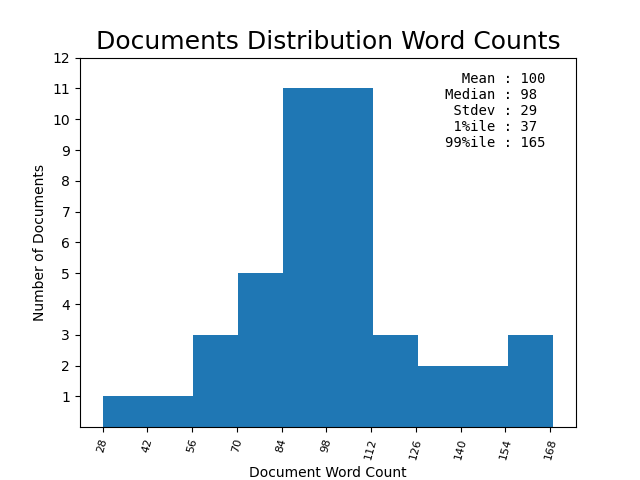 Documents Distribution Word Counts
12
11
10
9
8
7
6
5
4
3
2
1
Number of Documents
Mean : 100
Median : 98
Stdev : 29
1%ile : 37
99%ile : 165
28 42 56 70 84 98 112 126 140 154 168
Document Word Count